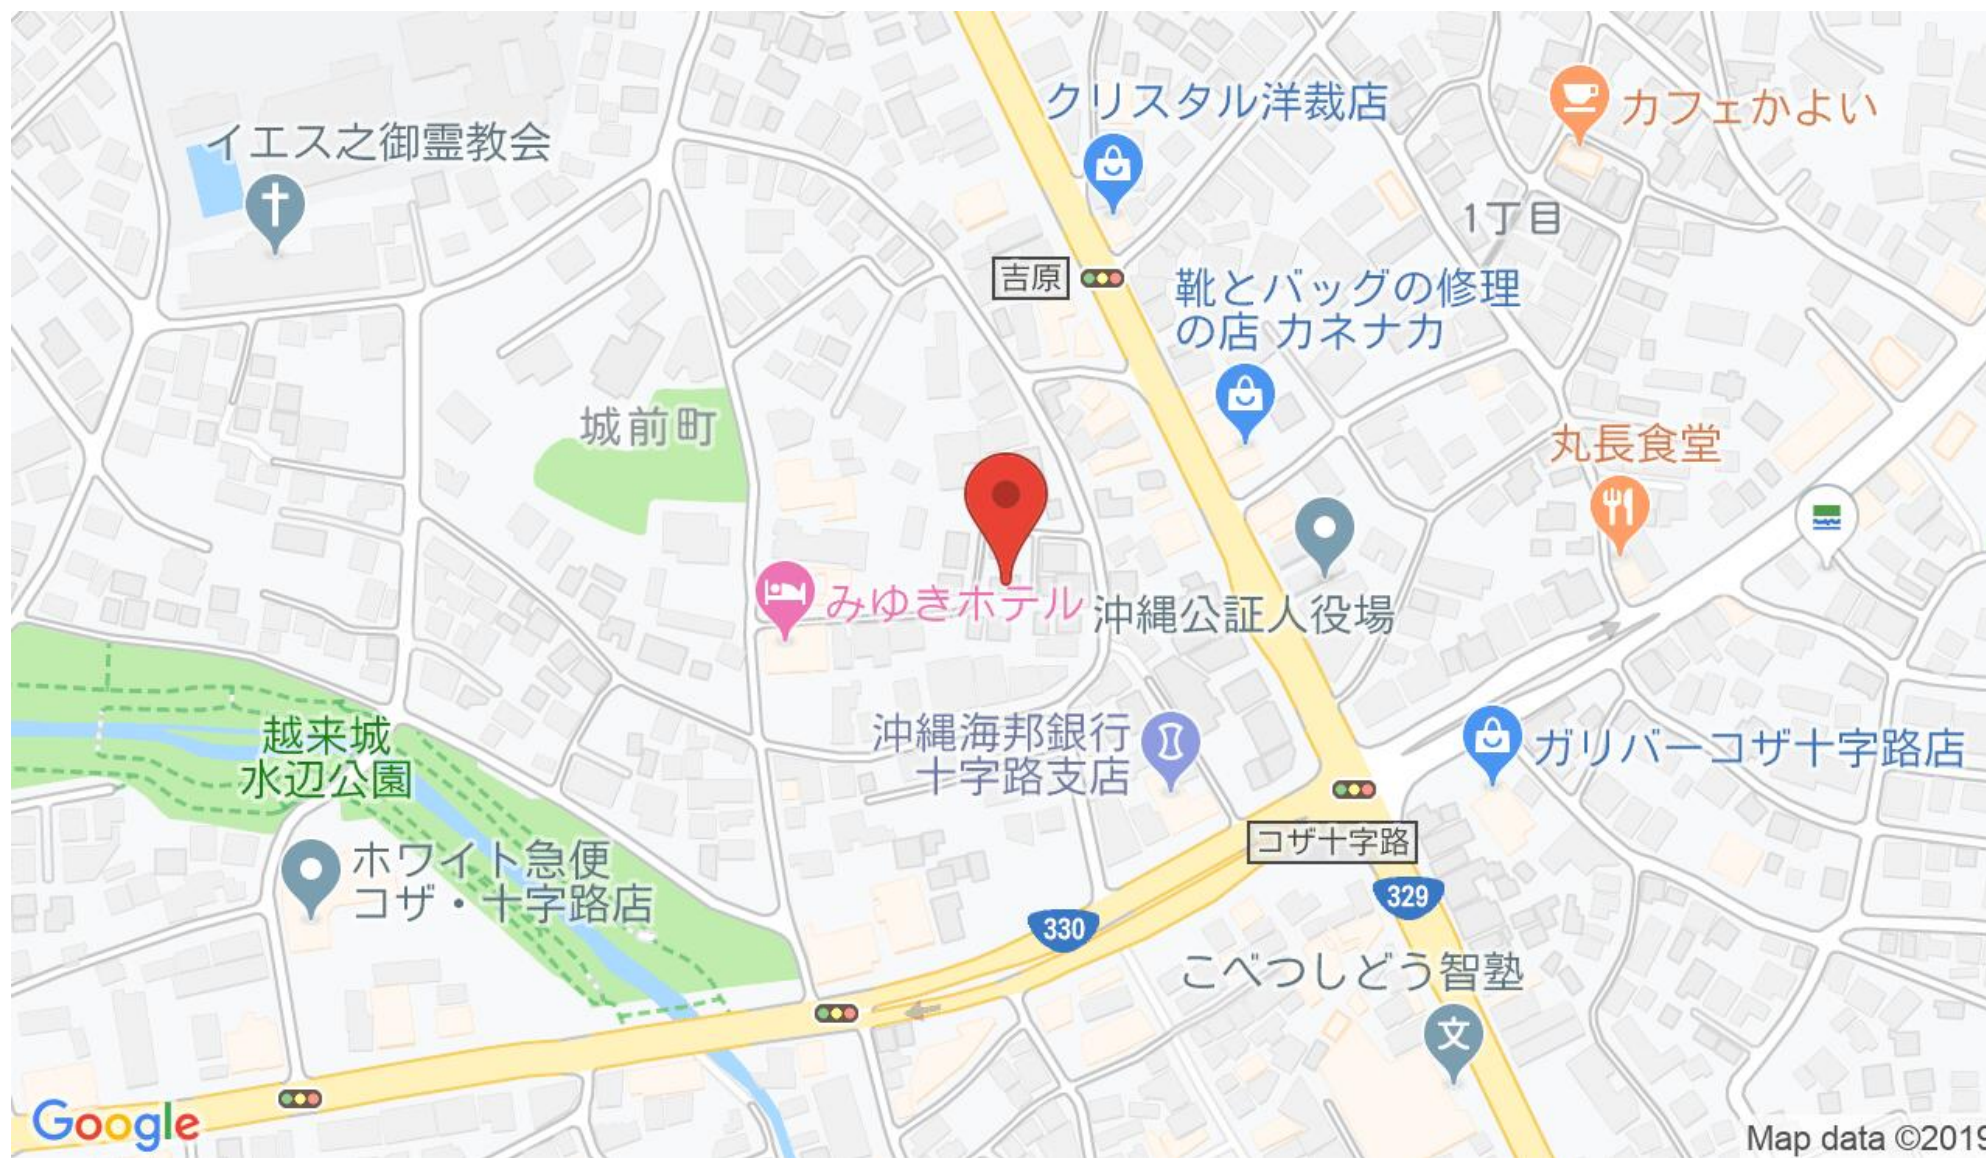 クリスタル洋裁店
カフェかよい
イエス之御霊教会
1丁目
吉原
靴とバッグの修理
の店 カネナカ
城前町
丸長食堂
みゆきホテル
沖縄公証人役場
越来城
水辺公園
沖縄海邦銀行
十字路支店
ガリバーコザ十字路店
コザ十字路
ホワイト急便
コザ・十字路店
329
330
こべつしどう智塾
文
Google
Map data ©2019